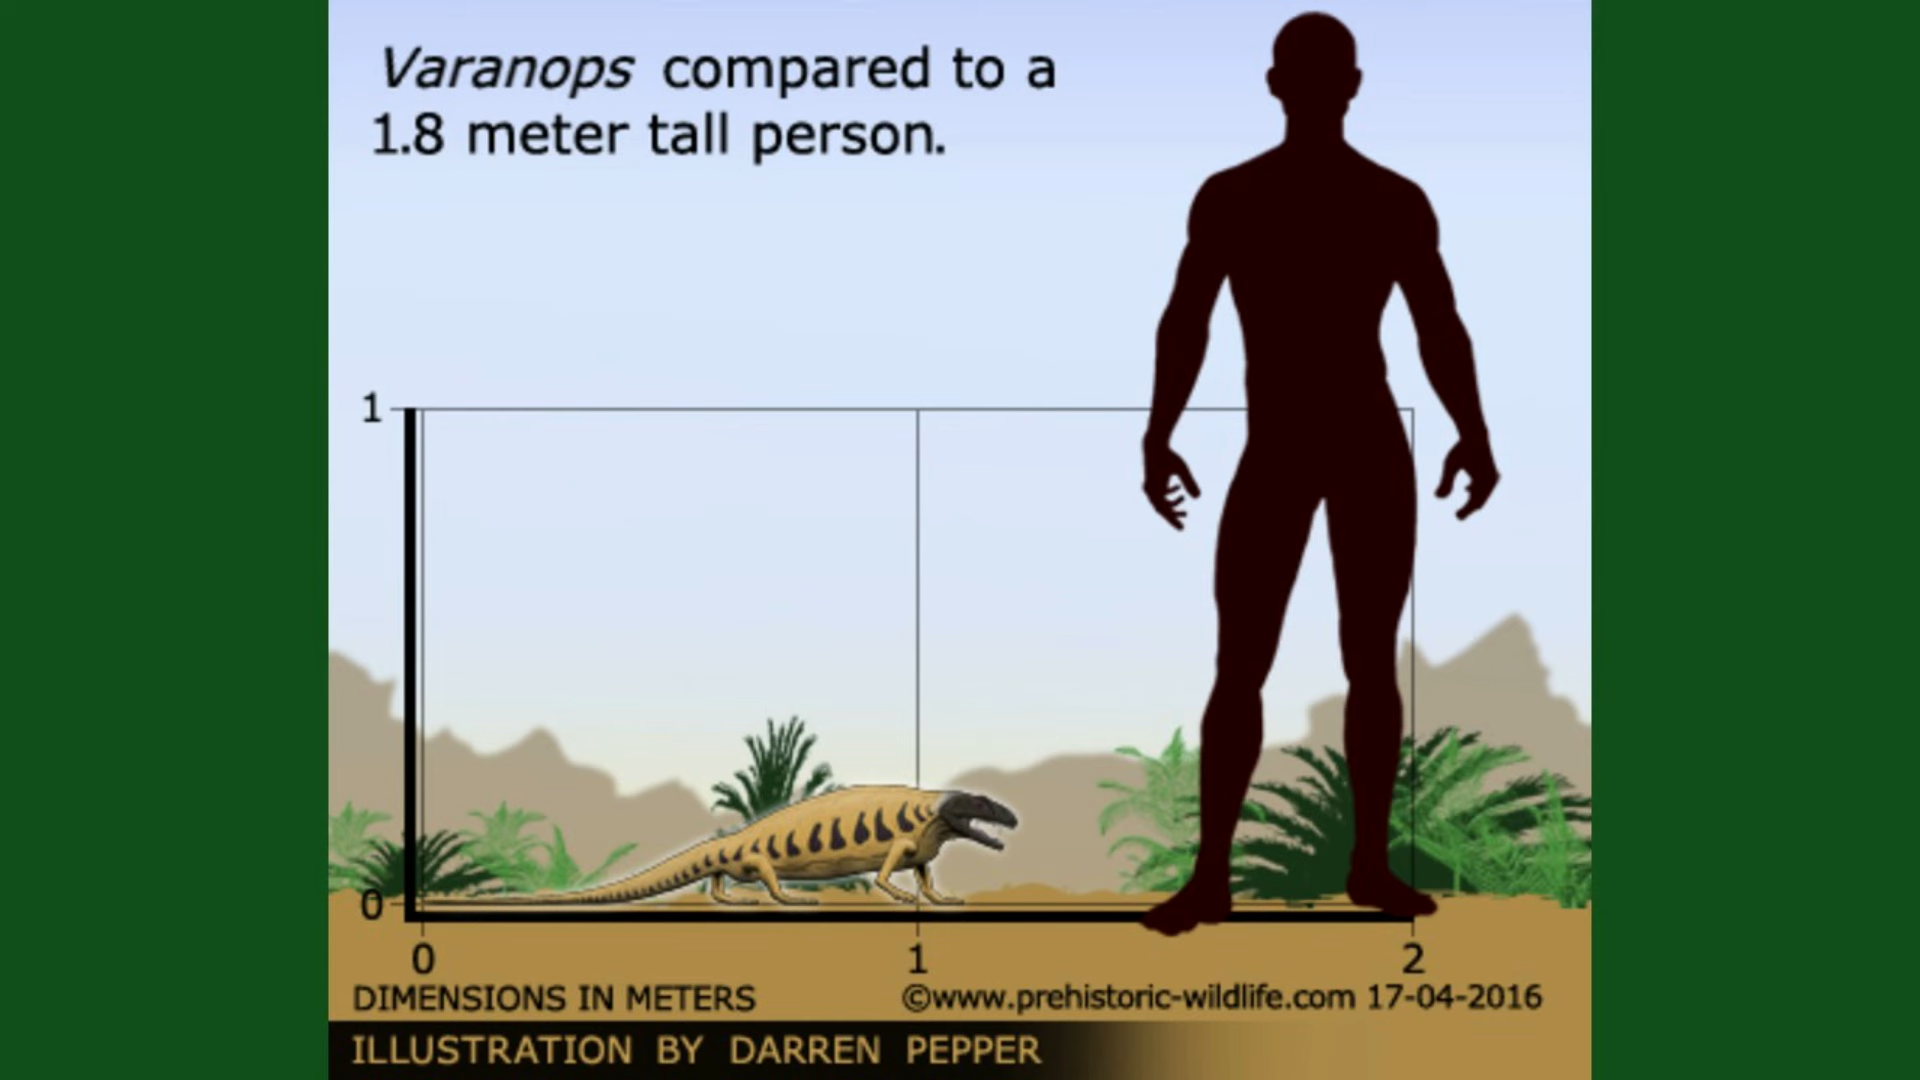 Varanops compared to a
1.8 meter tall person.
1
0
0 1 2
DIMENSIONS IN METERS ©www.prehistoric-wildlife.com 17-04-2016
ILLUSTRATION BY DARREN PEPPER